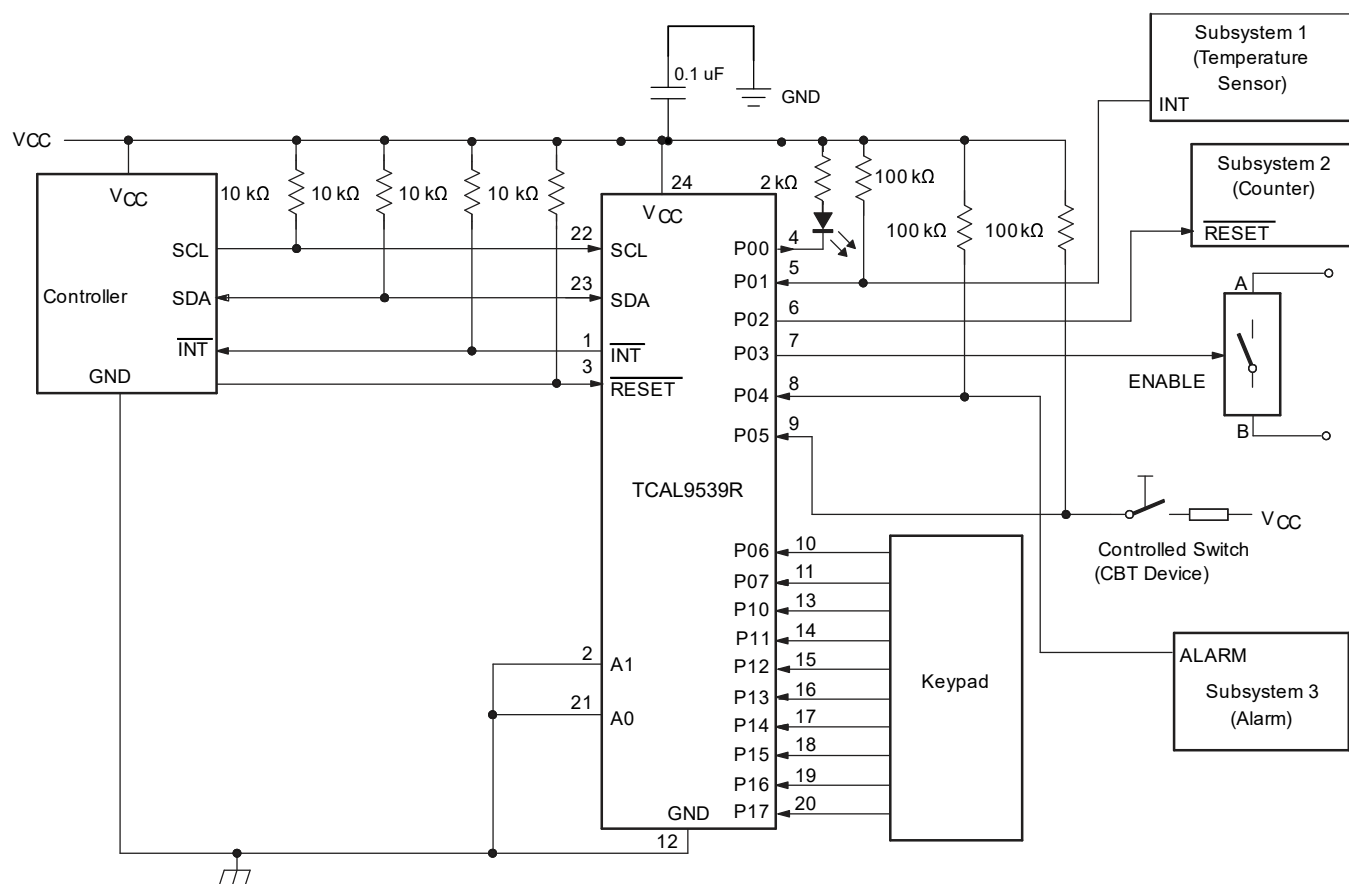 Subsystem 1
(Temperature
Sensor)
INT
0.1 uF
GND
VCC
Subsystem 2
(Counter)
RESET
VCC
10 kΩ
10 kΩ
10 kΩ
10 kΩ
24
VCC
2 kΩ
100 kΩ
100 kΩ
100 kΩ
SCL
22
SCL
P00
4
Controller
SDA
23
SDA
P01
5
P02
6
A
INT
1
INT
P03
7
ENABLE
GND
3
RESET
P04
8
P05
9
B
TCAL9539R
VCC
Controlled Switch
(CBT Device)
P06
10
P07
11
P10
13
P11
14
P12
15
P13
16
P14
17
P15
18
P16
19
P17
20
Keypad
2
A1
21
A0
ALARM
Subsystem 3
(Alarm)
GND
12